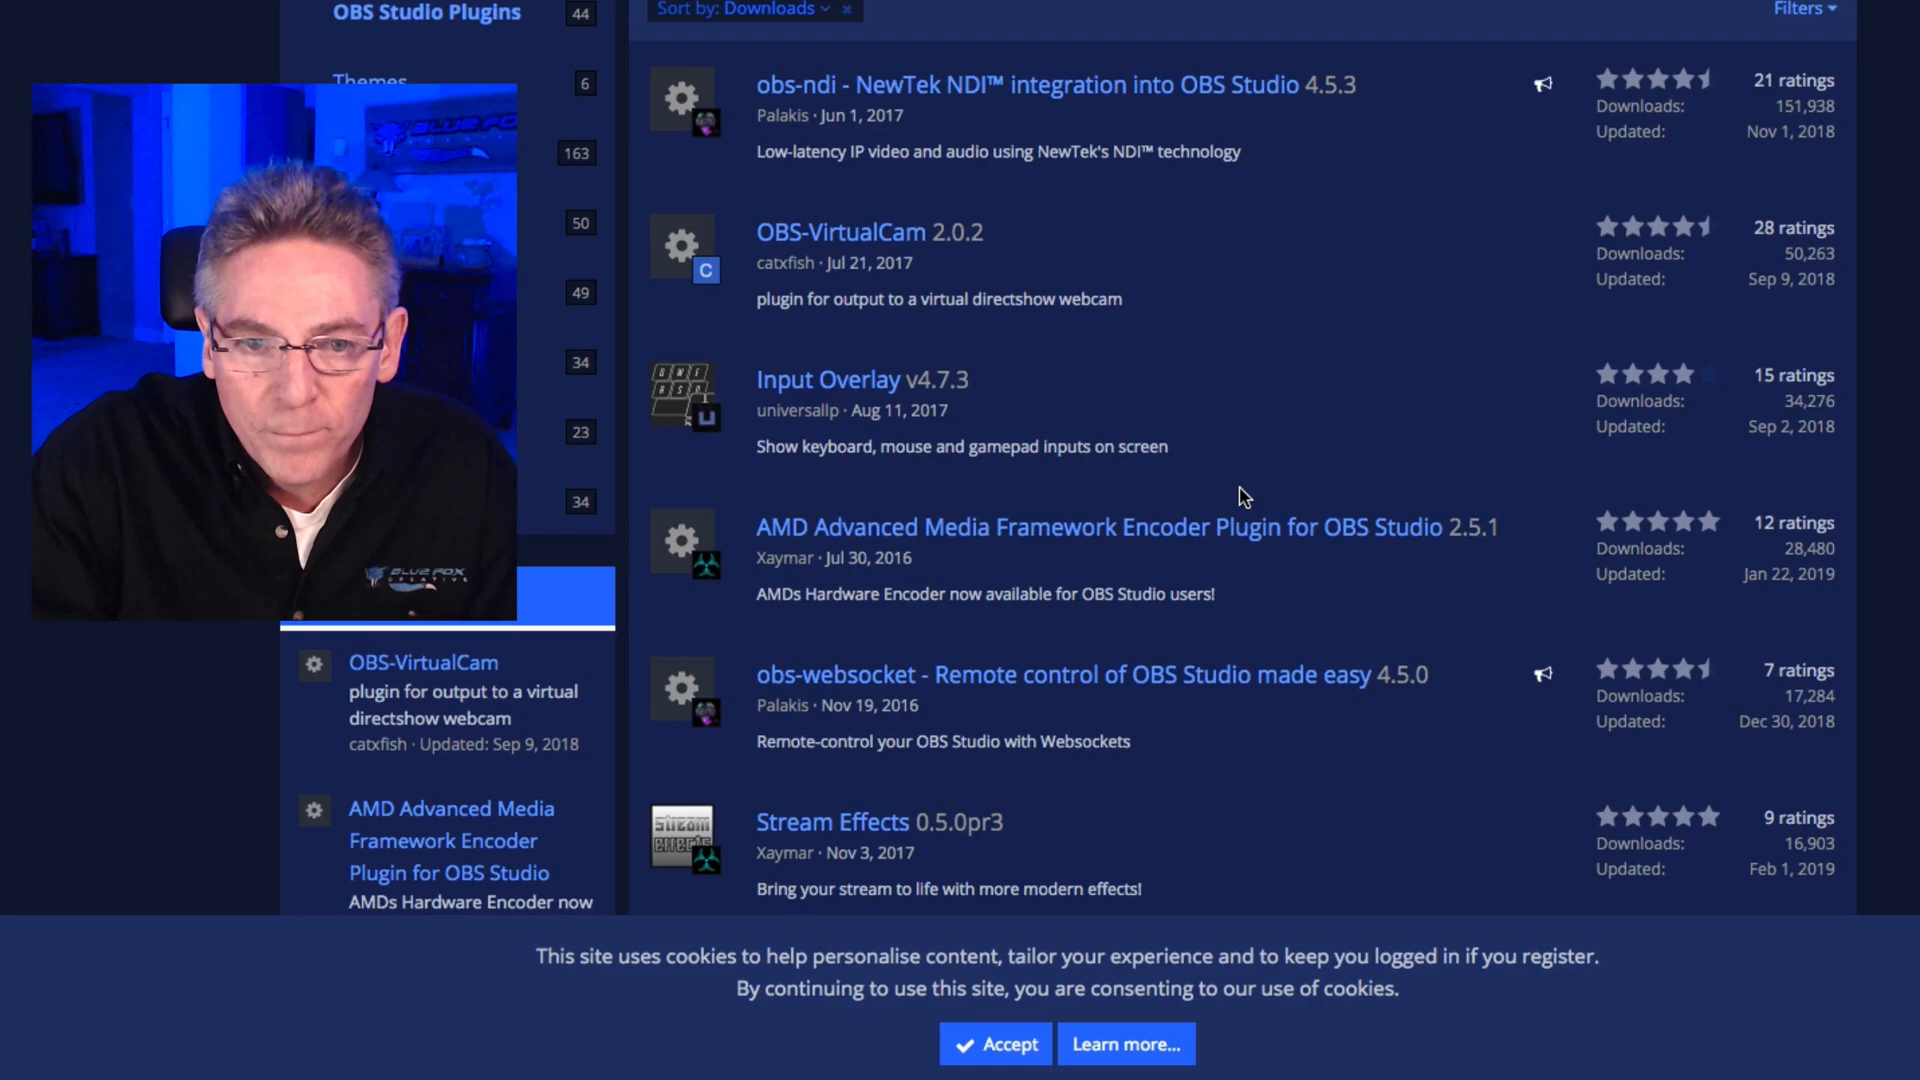 OBS Studio Plugins 44
Themes 6
163
50
49
34
23
34
BLUE FOX
CREATIVE
OBS-VirtualCam
plugin for output to a virtual
directshow webcam
catxfish · Updated: Sep 9, 2018
AMD Advanced Media
Framework Encoder
Plugin for OBS Studio
AMDs Hardware Encoder now
Sort by: Downloads ×
Filters
obs-ndi - NewTek NDI™ integration into OBS Studio 4.5.3
Palakis · Jun 1, 2017
Low-latency IP video and audio using NewTek's NDI™ technology
21 ratings
Downloads: 151,938
Updated: Nov 1, 2018
C
OBS-VirtualCam 2.0.2
catxfish · Jul 21, 2017
plugin for output to a virtual directshow webcam
28 ratings
Downloads: 50,263
Updated: Sep 9, 2018
Input Overlay v4.7.3
universallp · Aug 11, 2017
Show keyboard, mouse and gamepad inputs on screen
15 ratings
Downloads: 34,276
Updated: Sep 2, 2018
AMD Advanced Media Framework Encoder Plugin for OBS Studio 2.5.1
Xaymar · Jul 30, 2016
AMDs Hardware Encoder now available for OBS Studio users!
12 ratings
Downloads: 28,480
Updated: Jan 22, 2019
obs-websocket - Remote control of OBS Studio made easy 4.5.0
Palakis · Nov 19, 2016
Remote-control your OBS Studio with Websockets
7 ratings
Downloads: 17,284
Updated: Dec 30, 2018
stream
effects
Stream Effects 0.5.0pr3
Xaymar · Nov 3, 2017
Bring your stream to life with more modern effects!
9 ratings
Downloads: 16,903
Updated: Feb 1, 2019
This site uses cookies to help personalise content, tailor your experience and to keep you logged in if you register.
By continuing to use this site, you are consenting to our use of cookies.
Accept
Learn more...